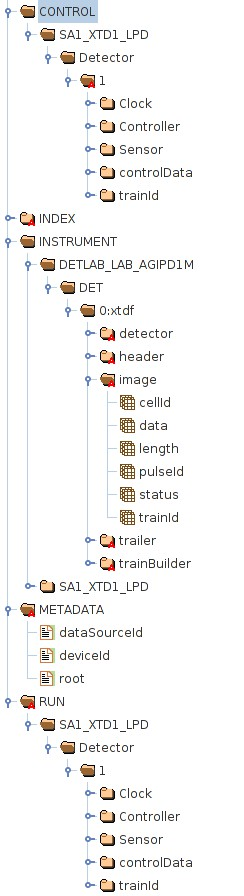 CONTROL
SA1_XTD1_LPD
Detector
1
Clock
Controller
Sensor
controlData
trainId
INDEX
INSTRUMENT
DETLAB_LAB_AGIPD1M
DET
0:xtdf
detector
header
image
cellId
data
length
pulseId
status
trainId
trailer
trainBuilder
SA1_XTD1_LPD
METADATA
dataSourceId
deviceId
root
RUN
SA1_XTD1_LPD
Detector
1
Clock
Controller
Sensor
controlData
trainId